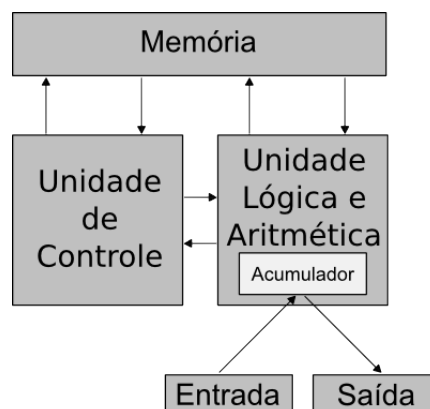 Memória
Unidade
de
Controle
Unidade
Lógica e
Aritmética
Acumulador
Entrada
Saída